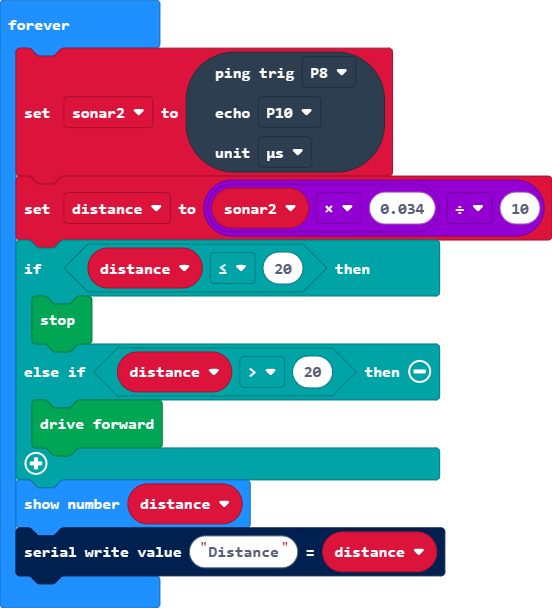 forever
ping trig P8
set sonar2 to echo P10
unit µs
set distance to sonar2 × 0.034 ÷ 10
if distance ≤ 20 then
stop
else if distance > 20 then
drive forward
show number distance
serial write value "Distance" = distance